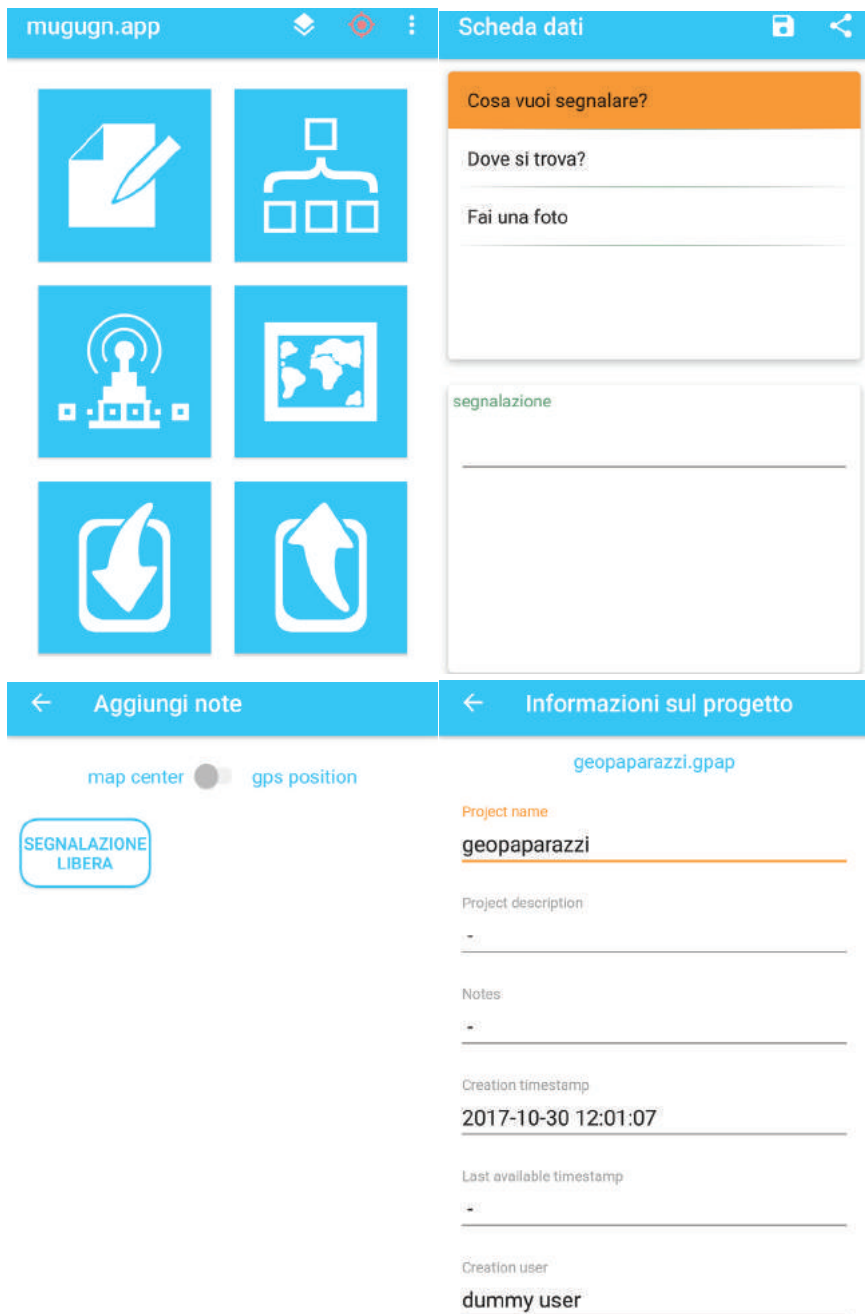 mugugn.app
Scheda dati
Cosa vuoi segnalare?
Dove si trova?
Fai una foto
segnalazione
Aggiungi note
map center
gps position
SEGNALAZIONE
LIBERA
Informazioni sul progetto
geopaparazzi.gpap
Project name
geopaparazzi
Project description
-
Notes
-
Creation timestamp
2017-10-30 12:01:07
Last available timestamp
-
Creation user
dummy user